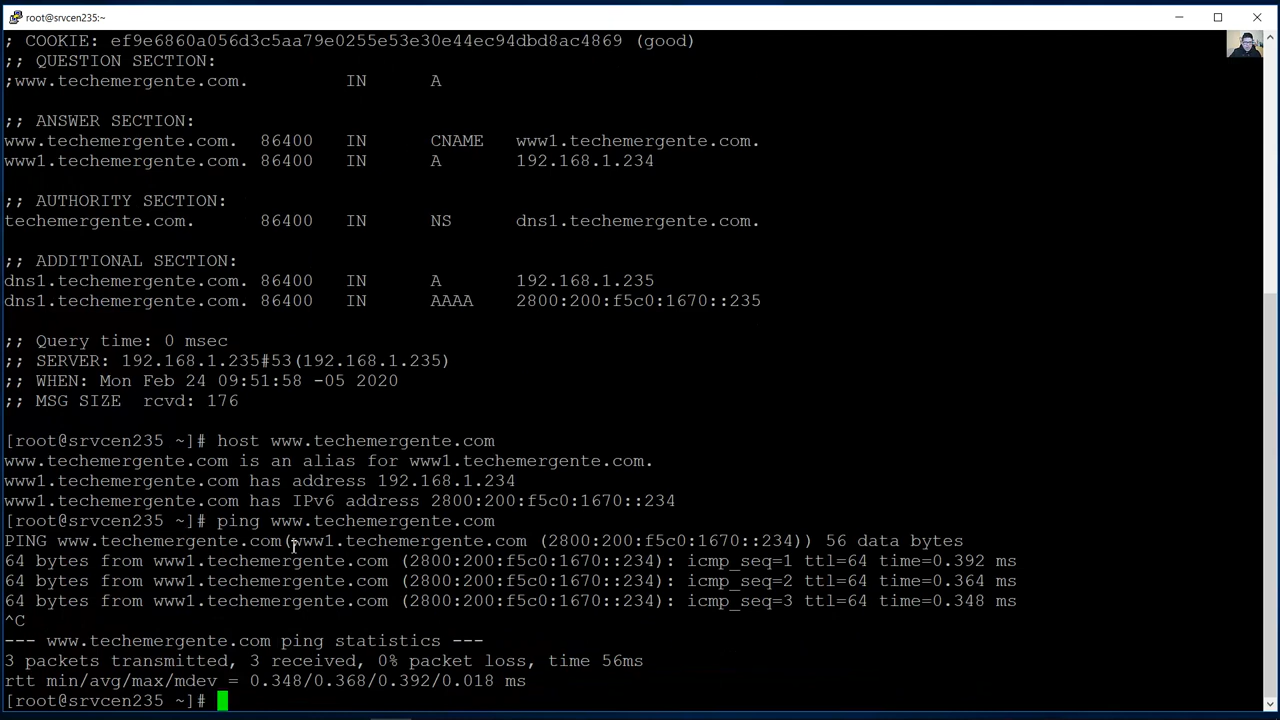 root@srvcen235:~
; COOKIE: ef9e6860a056d3c5aa79e0255e53e30e44ec94dbd8ac4869 (good)
;; QUESTION SECTION:
;www.techemergente.com. IN A
;; ANSWER SECTION:
www.techemergente.com. 86400 IN CNAME www1.techemergente.com.
www1.techemergente.com. 86400 IN A 192.168.1.234
;; AUTHORITY SECTION:
techemergente.com. 86400 IN NS dns1.techemergente.com.
;; ADDITIONAL SECTION:
dns1.techemergente.com. 86400 IN A 192.168.1.235
dns1.techemergente.com. 86400 IN AAAA 2800:200:f5c0:1670::235
;; Query time: 0 msec
;; SERVER: 192.168.1.235#53(192.168.1.235)
;; WHEN: Mon Feb 24 09:51:58 -05 2020
;; MSG SIZE rcvd: 176
[root@srvcen235 ~]# host www.techemergente.com
www.techemergente.com is an alias for www1.techemergente.com.
www1.techemergente.com has address 192.168.1.234
www1.techemergente.com has IPv6 address 2800:200:f5c0:1670::234
[root@srvcen235 ~]# ping www.techemergente.com
PING www.techemergente.com(www1.techemergente.com (2800:200:f5c0:1670::234)) 56 data bytes
64 bytes from www1.techemergente.com (2800:200:f5c0:1670::234): icmp_seq=1 ttl=64 time=0.392 ms
64 bytes from www1.techemergente.com (2800:200:f5c0:1670::234): icmp_seq=2 ttl=64 time=0.364 ms
64 bytes from www1.techemergente.com (2800:200:f5c0:1670::234): icmp_seq=3 ttl=64 time=0.348 ms
^C
--- www.techemergente.com ping statistics ---
3 packets transmitted, 3 received, 0% packet loss, time 56ms
rtt min/avg/max/mdev = 0.348/0.368/0.392/0.018 ms
[root@srvcen235 ~]#